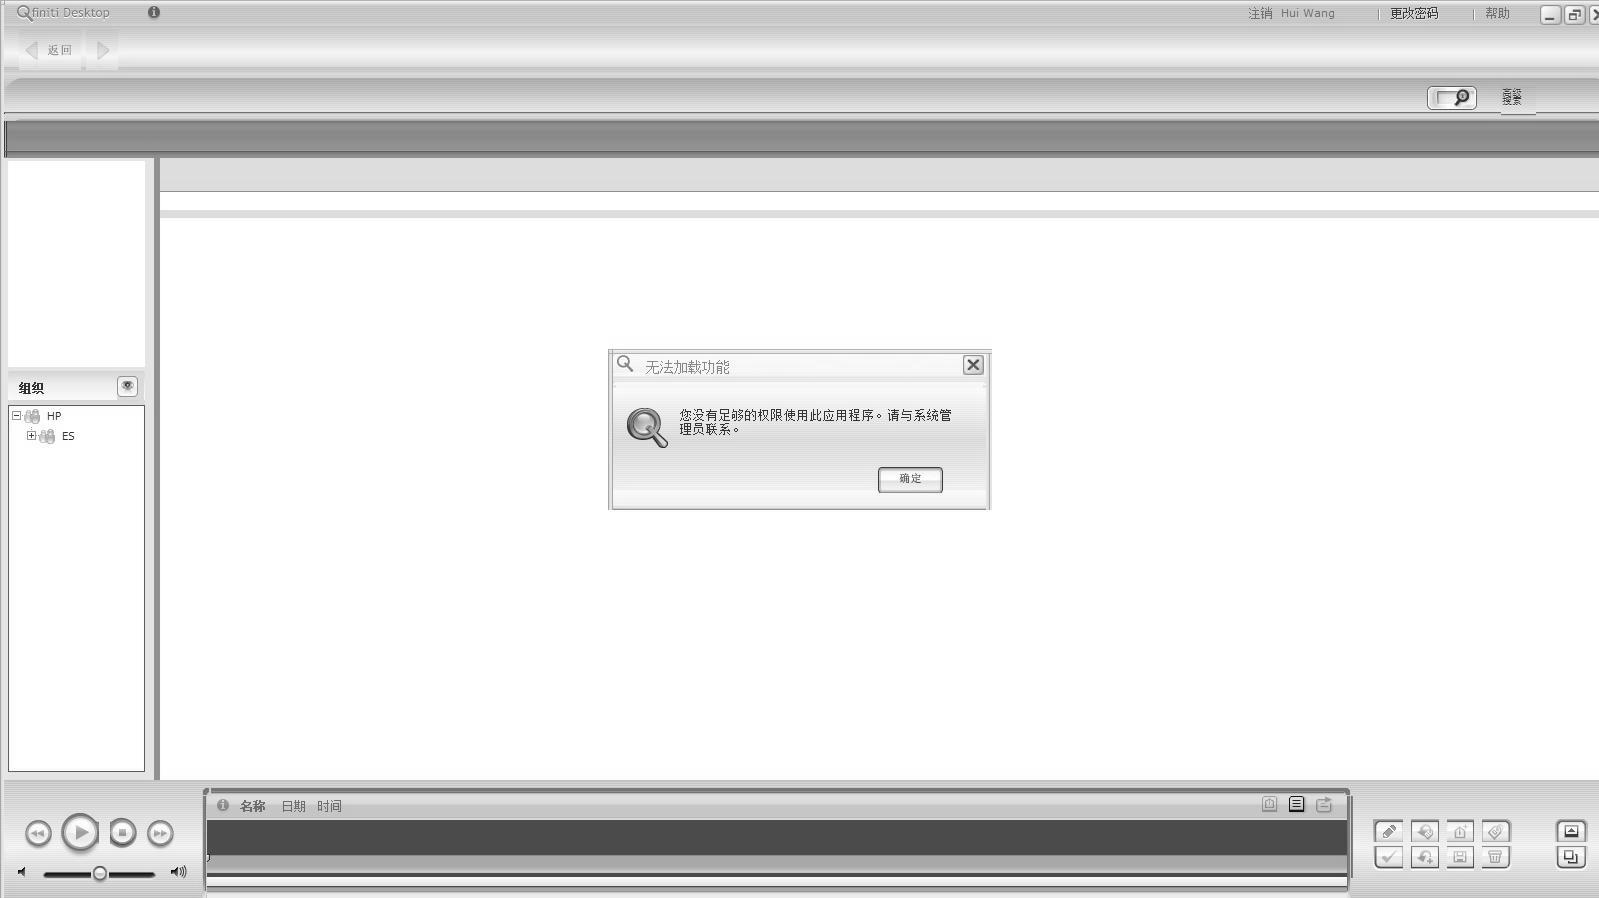 finiti Desktop
注销 Hui Wang
更改密码
帮助
返回
高级
搜索
组织
HP
ES
无法加载功能
您没有足够的权限使用此应用程序。请与系统管
理员联系。
确定
名称 日期 时间